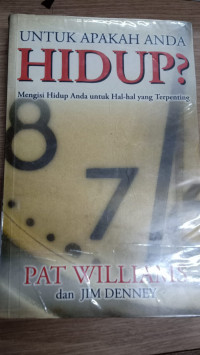 UNTUK APAKAH ANDA
HIDUP?
Mengisi Hidup Anda untuk Hal-hal yang Terpenting
8
7
PAT WILLIAMS
dan JIM DENNEY